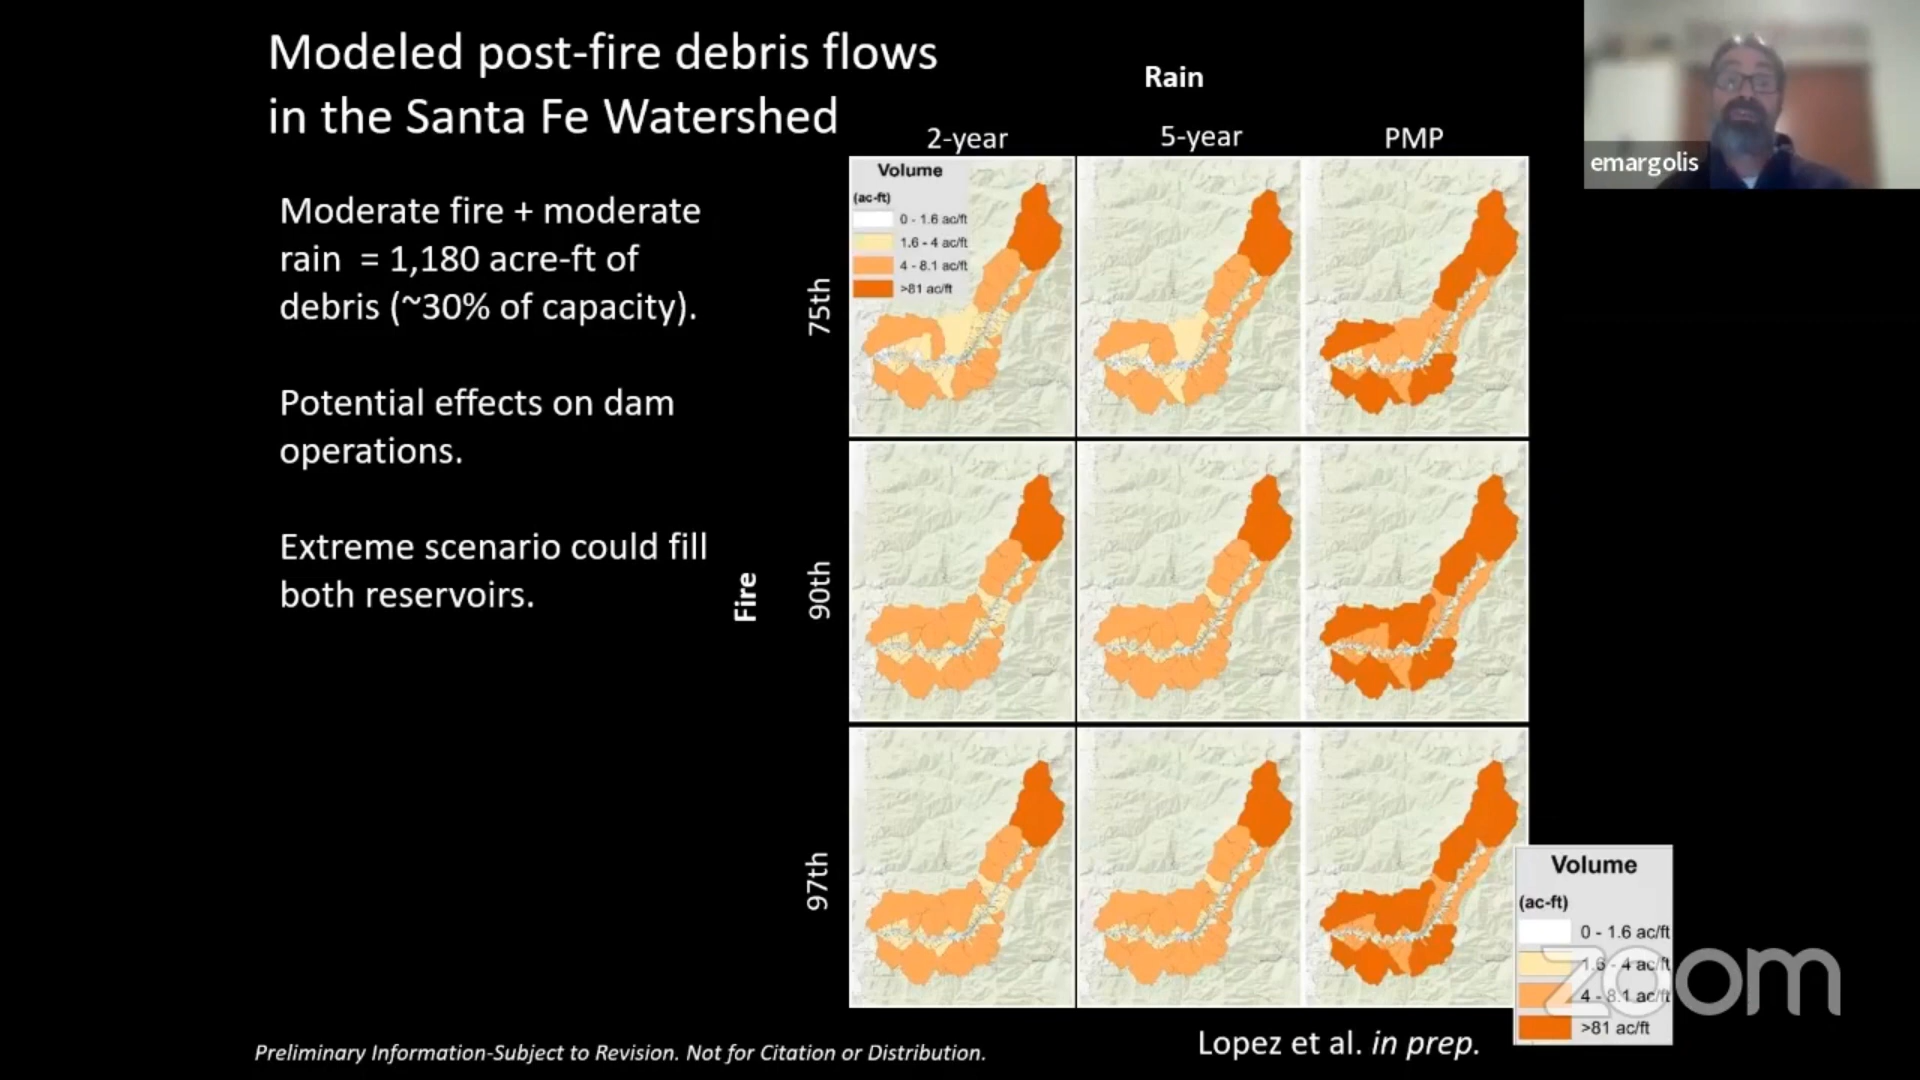 Modeled post-fire debris flows
in the Santa Fe Watershed
Rain
emargolis
2-year
5-year
PMP
Moderate fire + moderate
rain = 1,180 acre-ft of
debris (~30% of capacity).
Potential effects on dam
operations.
Extreme scenario could fill
both reservoirs.
Fire
75th
90th
97th
Volume
(ac-ft)
0 - 1.6 ac/ft
1.6 - 4 ac/ft
4 - 8.1 ac/ft
>81 ac/ft
Volume
(ac-ft)
0 - 1.6 ac/ft
1.6 - 4 ac/ft
4 - 8.1 ac/ft
>81 ac/ft
zoom
Lopez et al. in prep.
Preliminary Information-Subject to Revision. Not for Citation or Distribution.